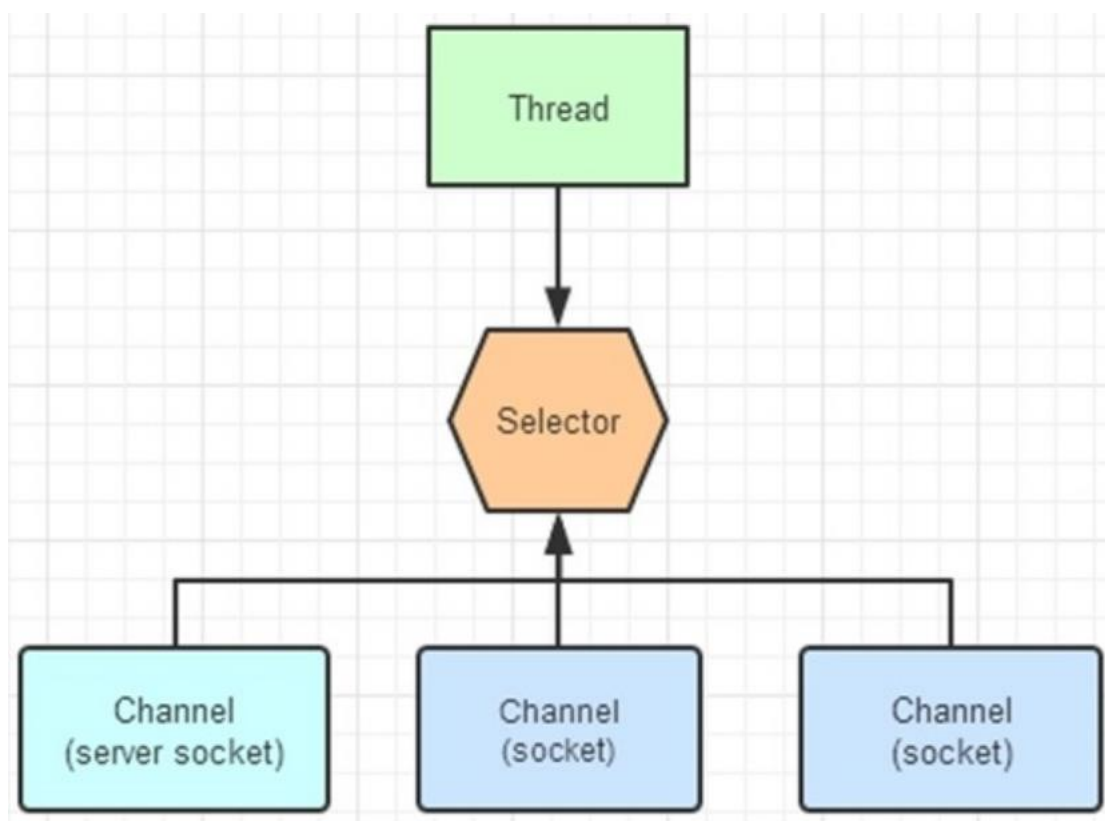 Thread
Selector
Channel
(server socket)
Channel
(socket)
Channel
(socket)